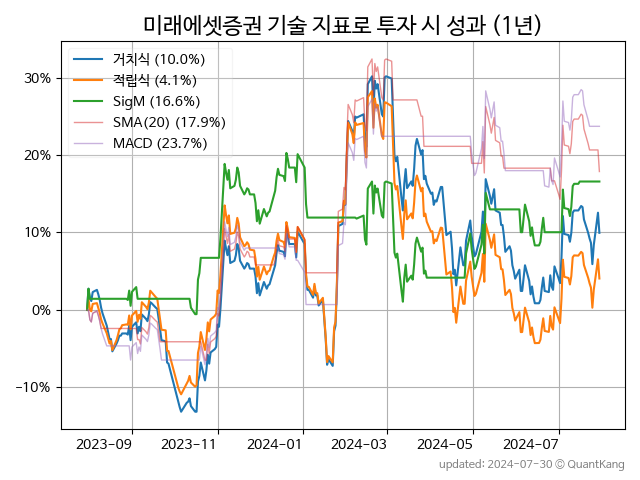 미래에셋증권 기술 지표로 투자 시 성과 (1년)
거치식 (10.0%)
적립식 (4.1%)
SigM (16.6%)
SMA(20) (17.9%)
MACD (23.7%)
30%
20%
10%
0%
−10%
2023-09
2023-11
2024-01
2024-03
2024-05
2024-07
updated: 2024-07-30 © QuantKang